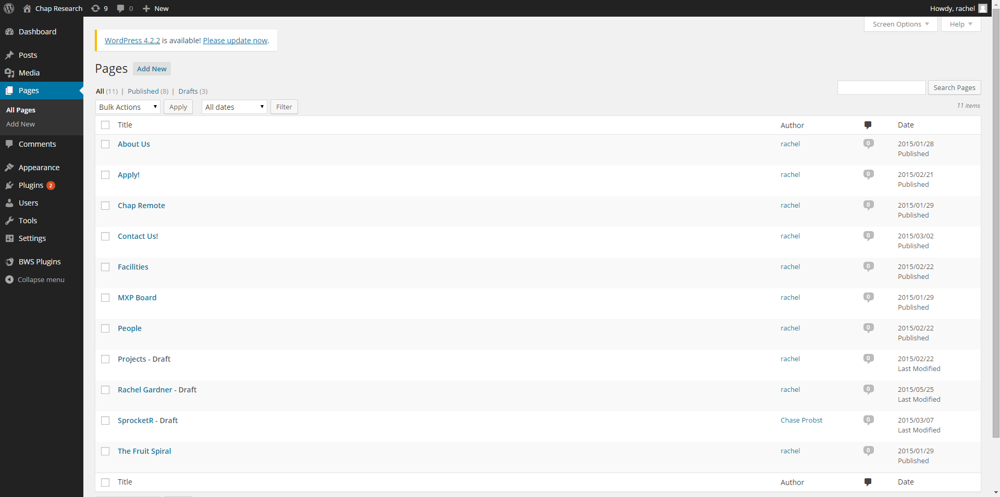 Chap Research 9 0 New Howdy, rachel
Screen Options Help
Dashboard
Posts
Media
Pages
All Pages
Add New
Comments
Appearance
Plugins 2
Users
Tools
Settings
BWS Plugins
Collapse menu
WordPress 4.2.2 is available! Please update now.
Pages Add New
All (11) | Published (8) | Drafts (3)
Search Pages
Bulk Actions Apply All dates Filter
11 items
Title Author Date
About Us rachel 0 2015/01/28
Published
Apply! rachel 0 2015/02/21
Published
Chap Remote rachel 0 2015/01/29
Published
Contact Us! rachel 0 2015/03/02
Published
Facilities rachel 0 2015/02/22
Published
MXP Board rachel 0 2015/01/29
Published
People rachel 0 2015/02/22
Published
Projects - Draft rachel 0 2015/02/22
Last Modified
Rachel Gardner - Draft rachel 0 2015/05/25
Last Modified
SprocketR - Draft Chase Probst 0 2015/03/07
Last Modified
The Fruit Spiral rachel 0 2015/01/29
Published
Title Author Date